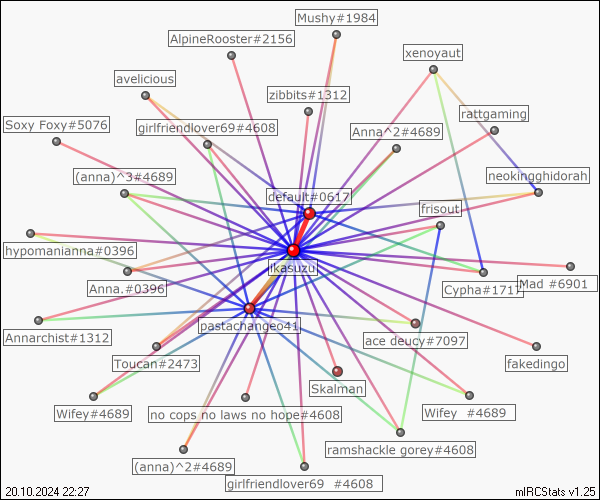 Mushy#1984
AlpineRooster#2156
xenoyaut
avelicious
zibbits#1312
rattgaming
Soxy Foxy#5076
girlfriendlover69#4608
Anna^2#4689
(anna)^3#4689
neokingghidorah
default#0617
frisout
hypomanianna#0396
ikasuzu
Anna.#0396
Cypha#1717
Mad #6901
pastachangeo41
Annarchist#1312
ace deucy#7097
Toucan#2473
fakedingo
Skalman
Wifey#4689
no cops no laws no hope#4608
Wifey #4689
ramshackle gorey#4608
(anna)^2#4689
girlfriendlover69 #4608
20.10.2024 22:27
mIRCStats v1.25